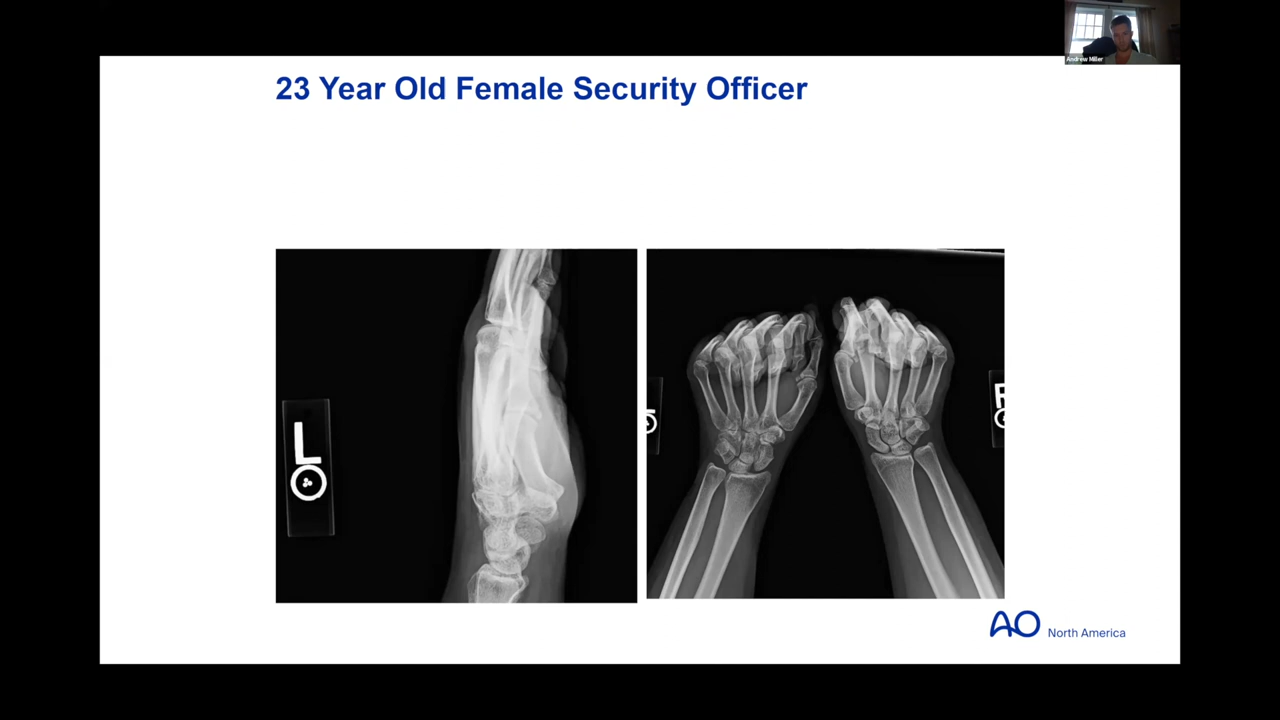 Andrew Miller
23 Year Old Female Security Officer
L
R
AO
North America